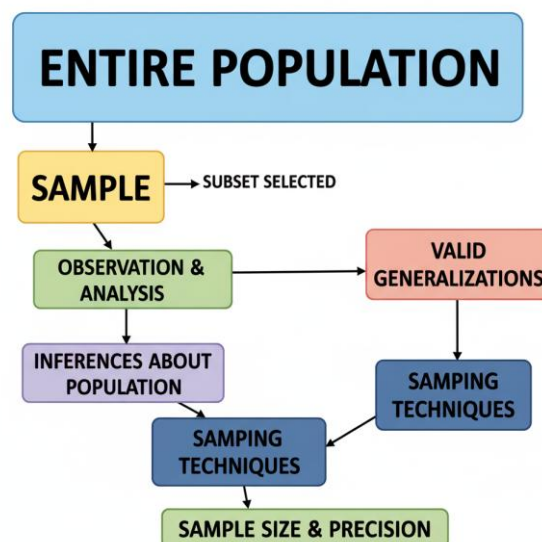 ENTIRE POPULATION
SAMPLE
SUBSET SELECTED
OBSERVATION &
ANALYSIS
VALID
GENERALIZATIONS
INFERENCES ABOUT
POPULATION
SAMPING
TECHNIQUES
SAMPING
TECHNIQUES
SAMPLE SIZE & PRECISION